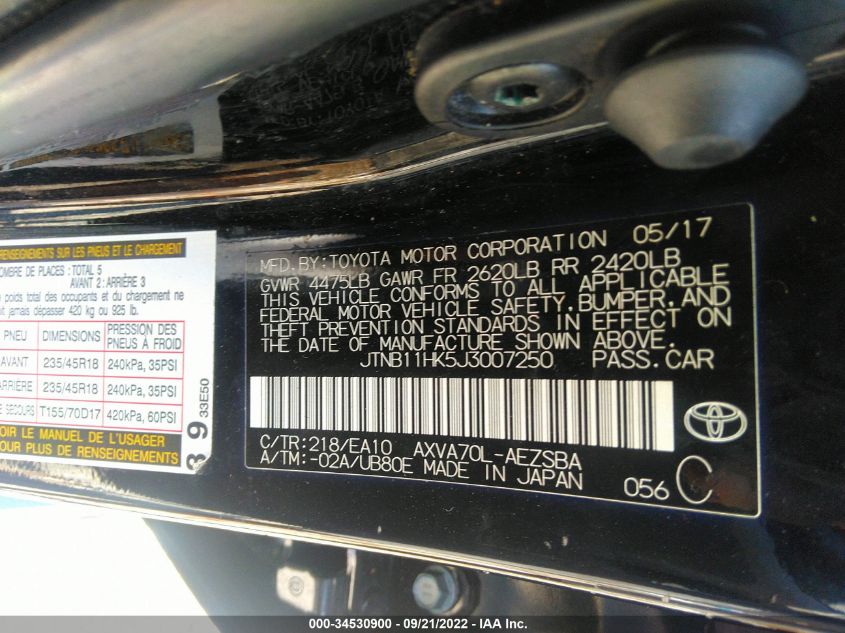 RENSEIGNEMENTS SUR LES PNEUS ET LE CHARGEMENT
OMBRE DE PLACES: TOTAL 5
AVANT 2: ARRIÈRE 3
poids total des occupants et du chargement ne
it jamais dépasser 420 kg ou 925 lb.
PNEU DIMENSIONS PRESSION DES PNEUS À FROID
AVANT 235/45R18 240kPa, 35PSI
RRIÈRE 235/45R18 240kPa, 35PSI
E SECOURS T155/70D17 420kPa, 60PSI
OIR LE MANUEL DE L'USAGER
POUR PLUS DE RENSEIGNEMENTS
39 33E50
MFD.BY:TOYOTA MOTOR CORPORATION 05/17
GVWR 4475LB GAWR FR 2620LB RR 2420LB
THIS VEHICLE CONFORMS TO ALL APPLICABLE
FEDERAL MOTOR VEHICLE SAFETY,BUMPER,AND
THEFT PREVENTION STANDARDS IN EFFECT ON
THE DATE OF MANUFACTURE SHOWN ABOVE.
JTNB11HK5J3007250 PASS.CAR
C/TR:218/EA10 AXVA70L-AEZSBA
A/TM:-02A/UB80E MADE IN JAPAN
056 C
000-34530900 - 09/21/2022 - IAA Inc.